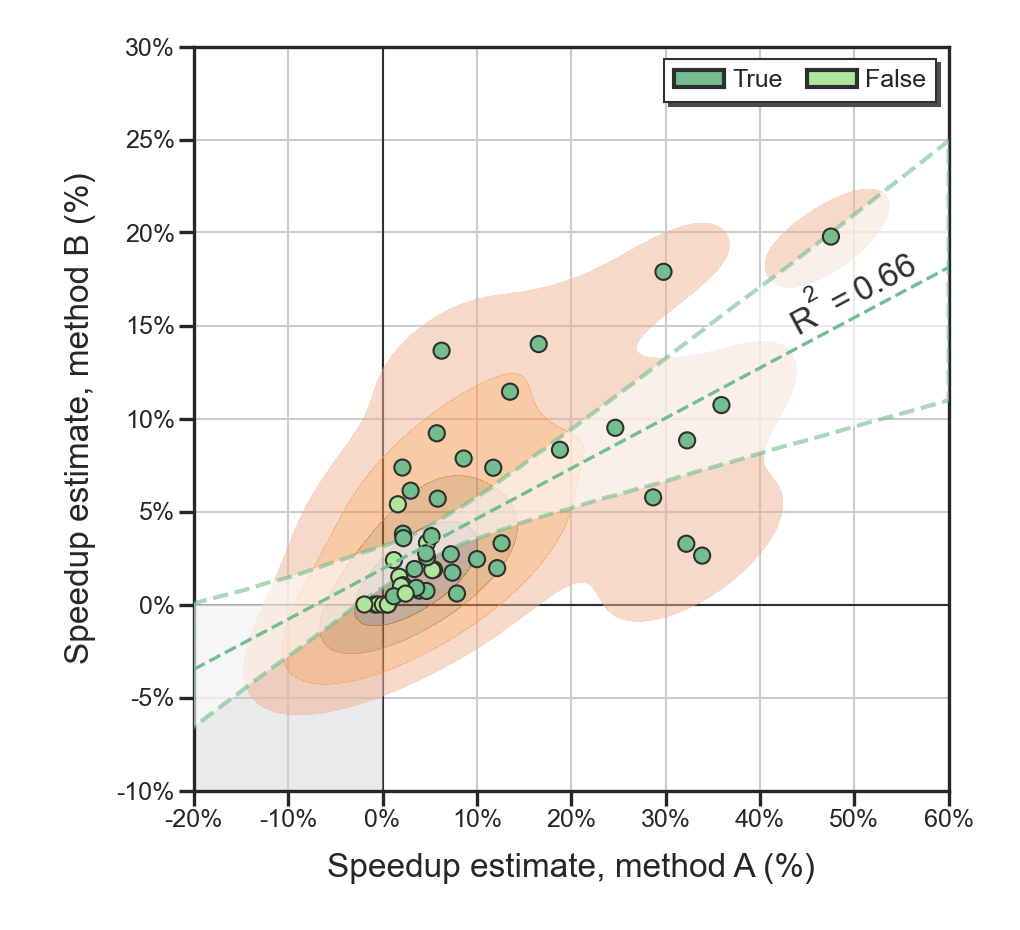 30%
True False
25%
20%
15%
10%
5%
0%
-5%
-10%
Speedup estimate, method B (%)
R² = 0.66
-20% -10% 0% 10% 20% 30% 40% 50% 60%
Speedup estimate, method A (%)